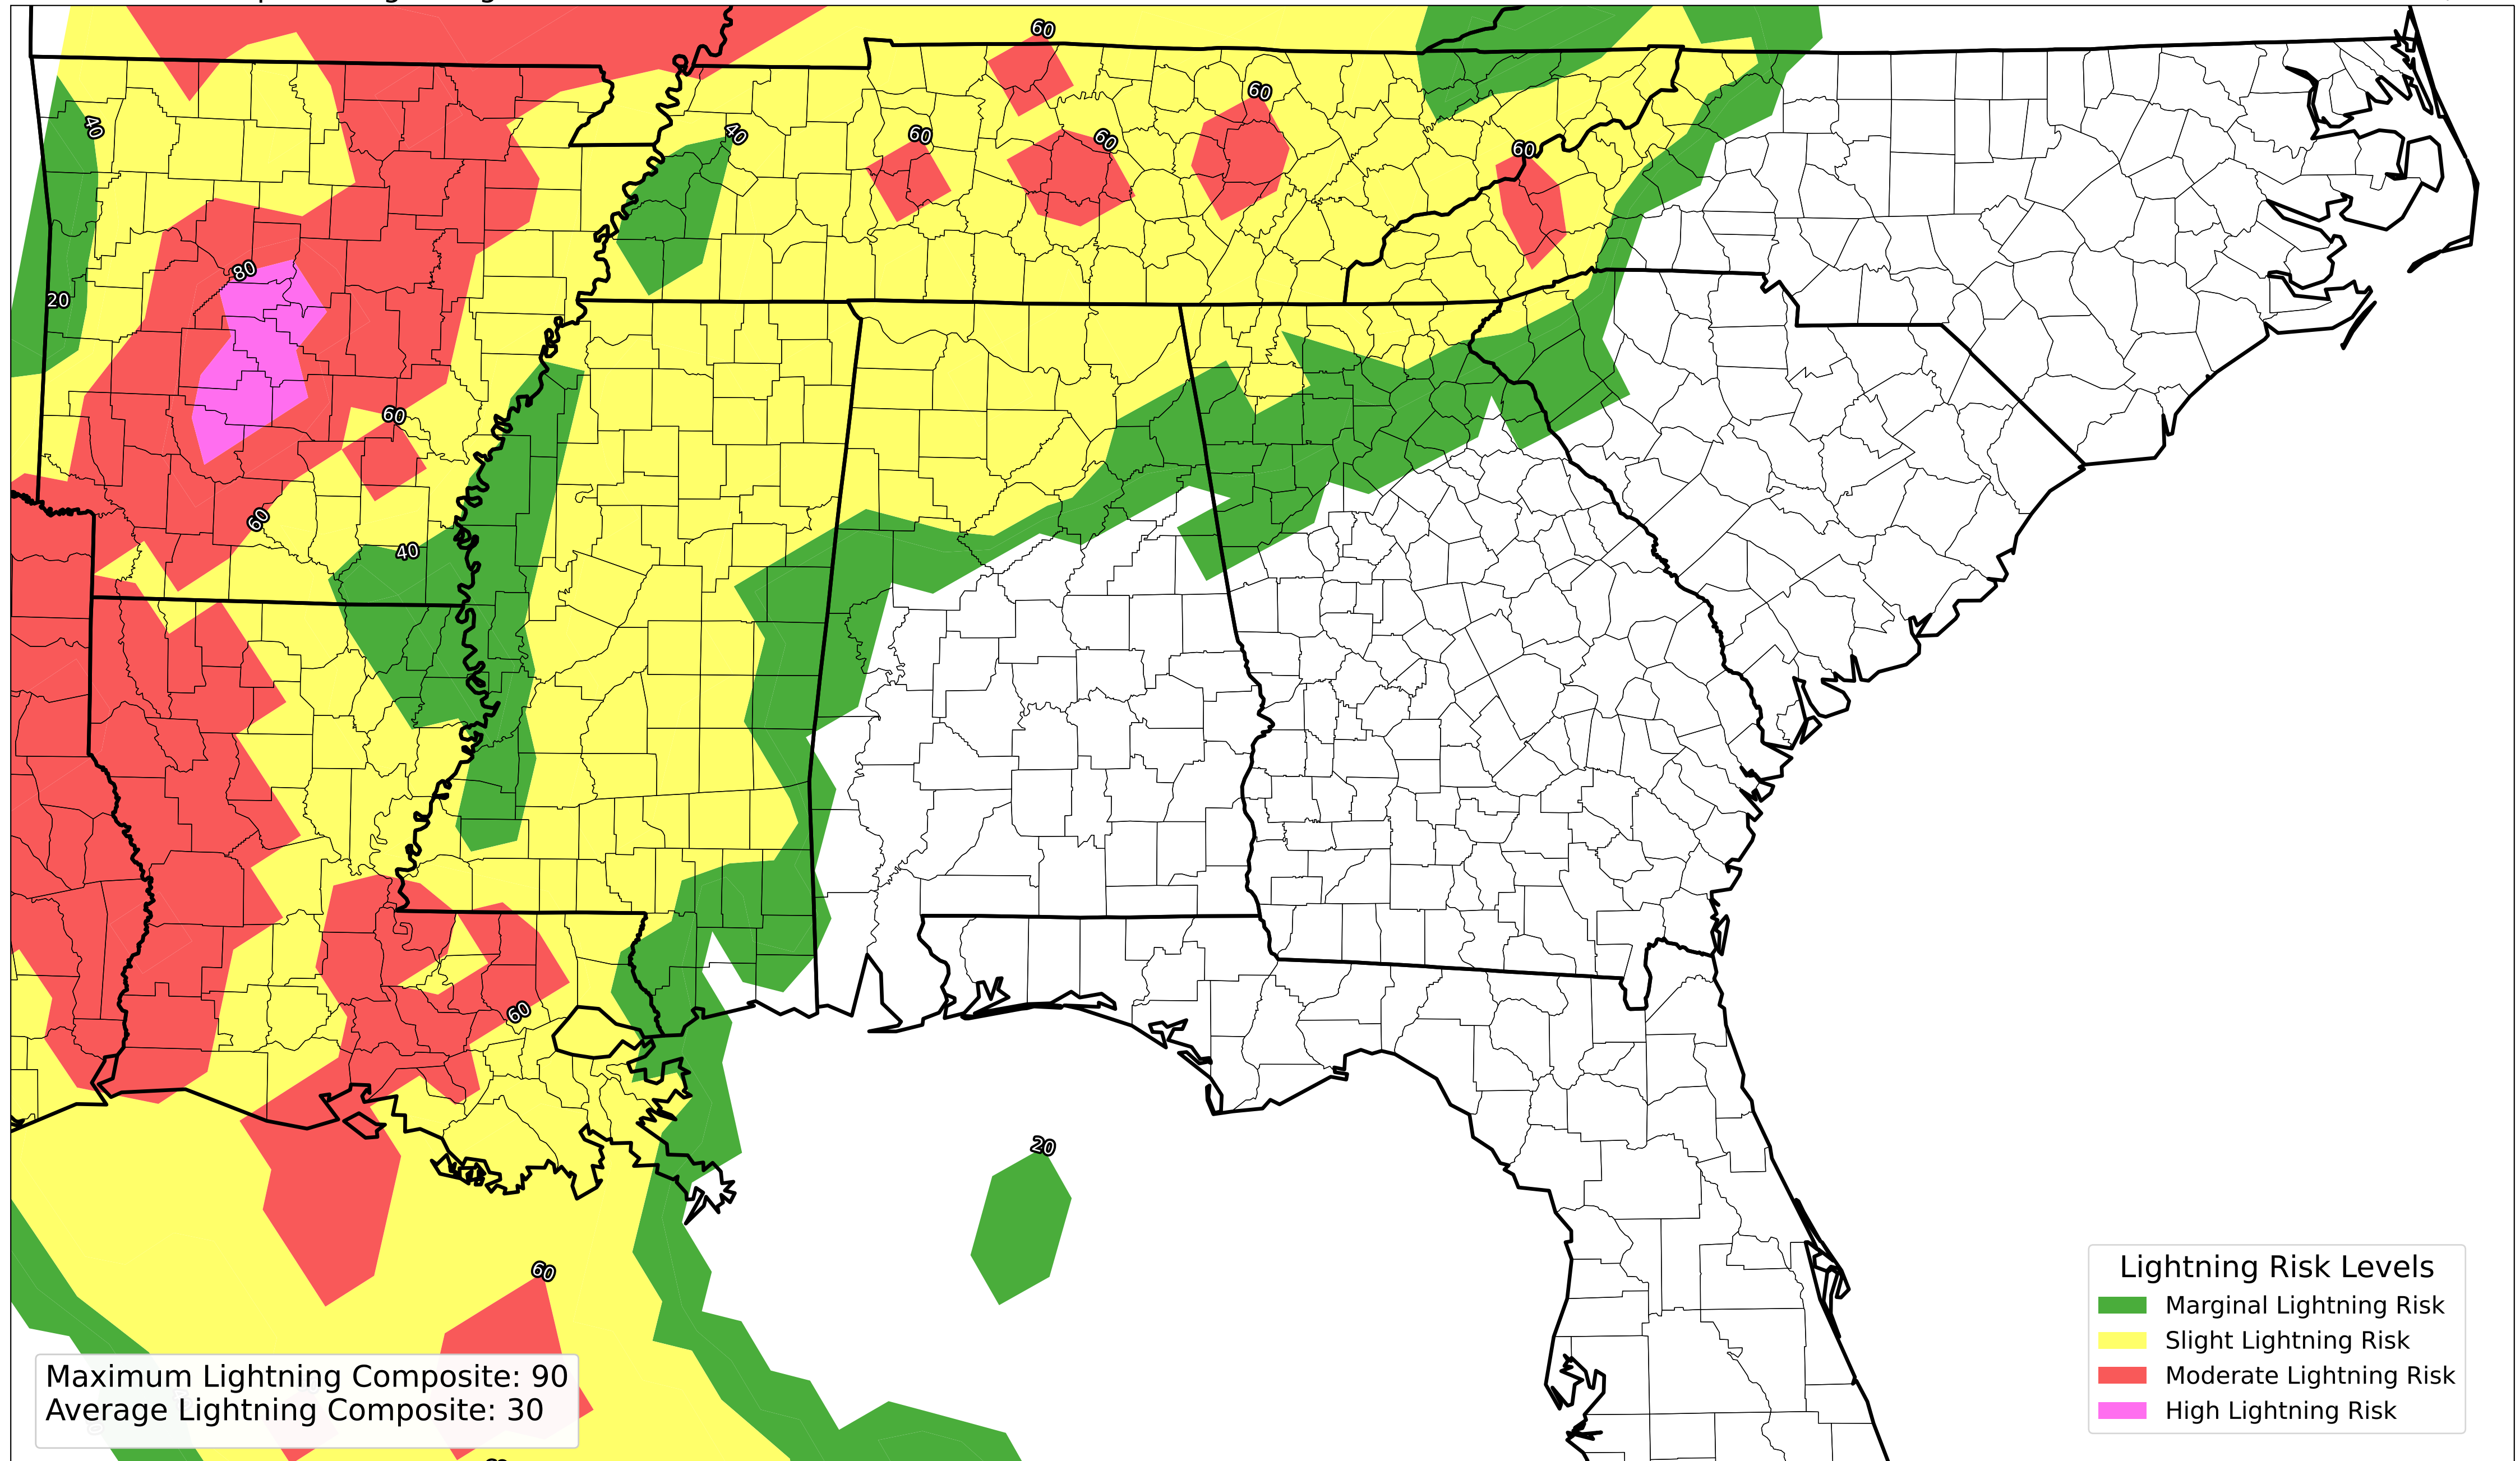 60
60
40
60
60
40
60
80
20
60
60
40
60
20
60
Lightning Risk Levels
Marginal Lightning Risk
Slight Lightning Risk
Moderate Lightning Risk
High Lightning Risk
Maximum Lightning Composite: 90
Average Lightning Composite: 30